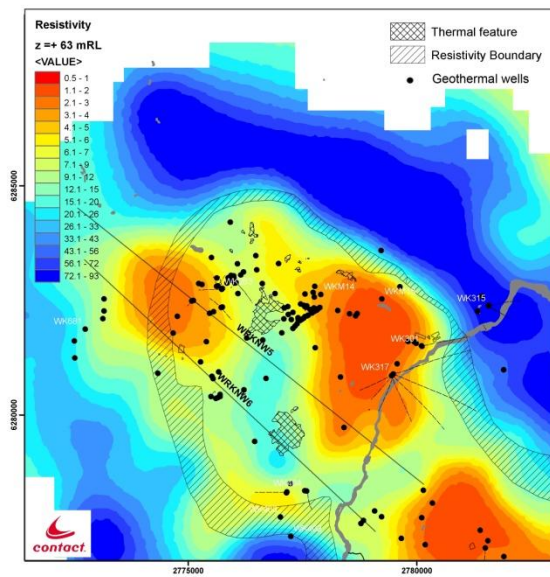 Resistivity
z =+ 63 mRL
<VALUE>
0.5 - 1
1.1 - 2
2.1 - 3
3.1 - 4
4.1 - 5
5.1 - 6
6.1 - 7
7.1 - 9
9.1 - 12
12.1 - 15
15.1 - 20
20.1 - 26
26.1 - 33
33.1 - 43
43.1 - 56
56.1 - 72
72.1 - 93
Thermal feature
Resistivity Boundary
Geothermal wells
6285000
6280000
WKM14
WK315
WK681
WRKNW5
WK317
WRKNW6
contact
2775000
2780000